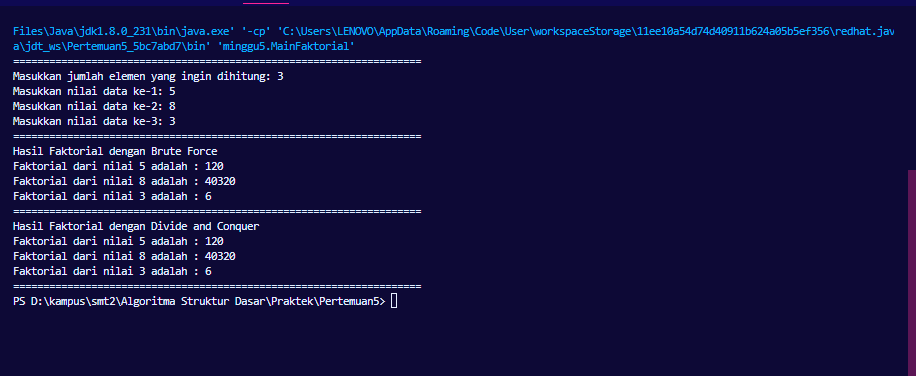 Files\Java\jdk1.8.0_231\bin\java.exe' '-cp' 'C:\Users\LENOVO\AppData\Roaming\Code\User\workspaceStorage\11ee10a54d74d40911b624a05b5ef356\redhat.jav
a\jdt_ws\Pertemuan5_5bc7abd7\bin' 'minggu5.MainFaktorial'
====================================================================
Masukkan jumlah elemen yang ingin dihitung: 3
Masukkan nilai data ke-1: 5
Masukkan nilai data ke-2: 8
Masukkan nilai data ke-3: 3
====================================================================
Hasil Faktorial dengan Brute Force
Faktorial dari nilai 5 adalah : 120
Faktorial dari nilai 8 adalah : 40320
Faktorial dari nilai 3 adalah : 6
====================================================================
Hasil Faktorial dengan Divide and Conquer
Faktorial dari nilai 5 adalah : 120
Faktorial dari nilai 8 adalah : 40320
Faktorial dari nilai 3 adalah : 6
====================================================================
PS D:\kampus\smt2\Algoritma Struktur Dasar\Praktek\Pertemuan5>